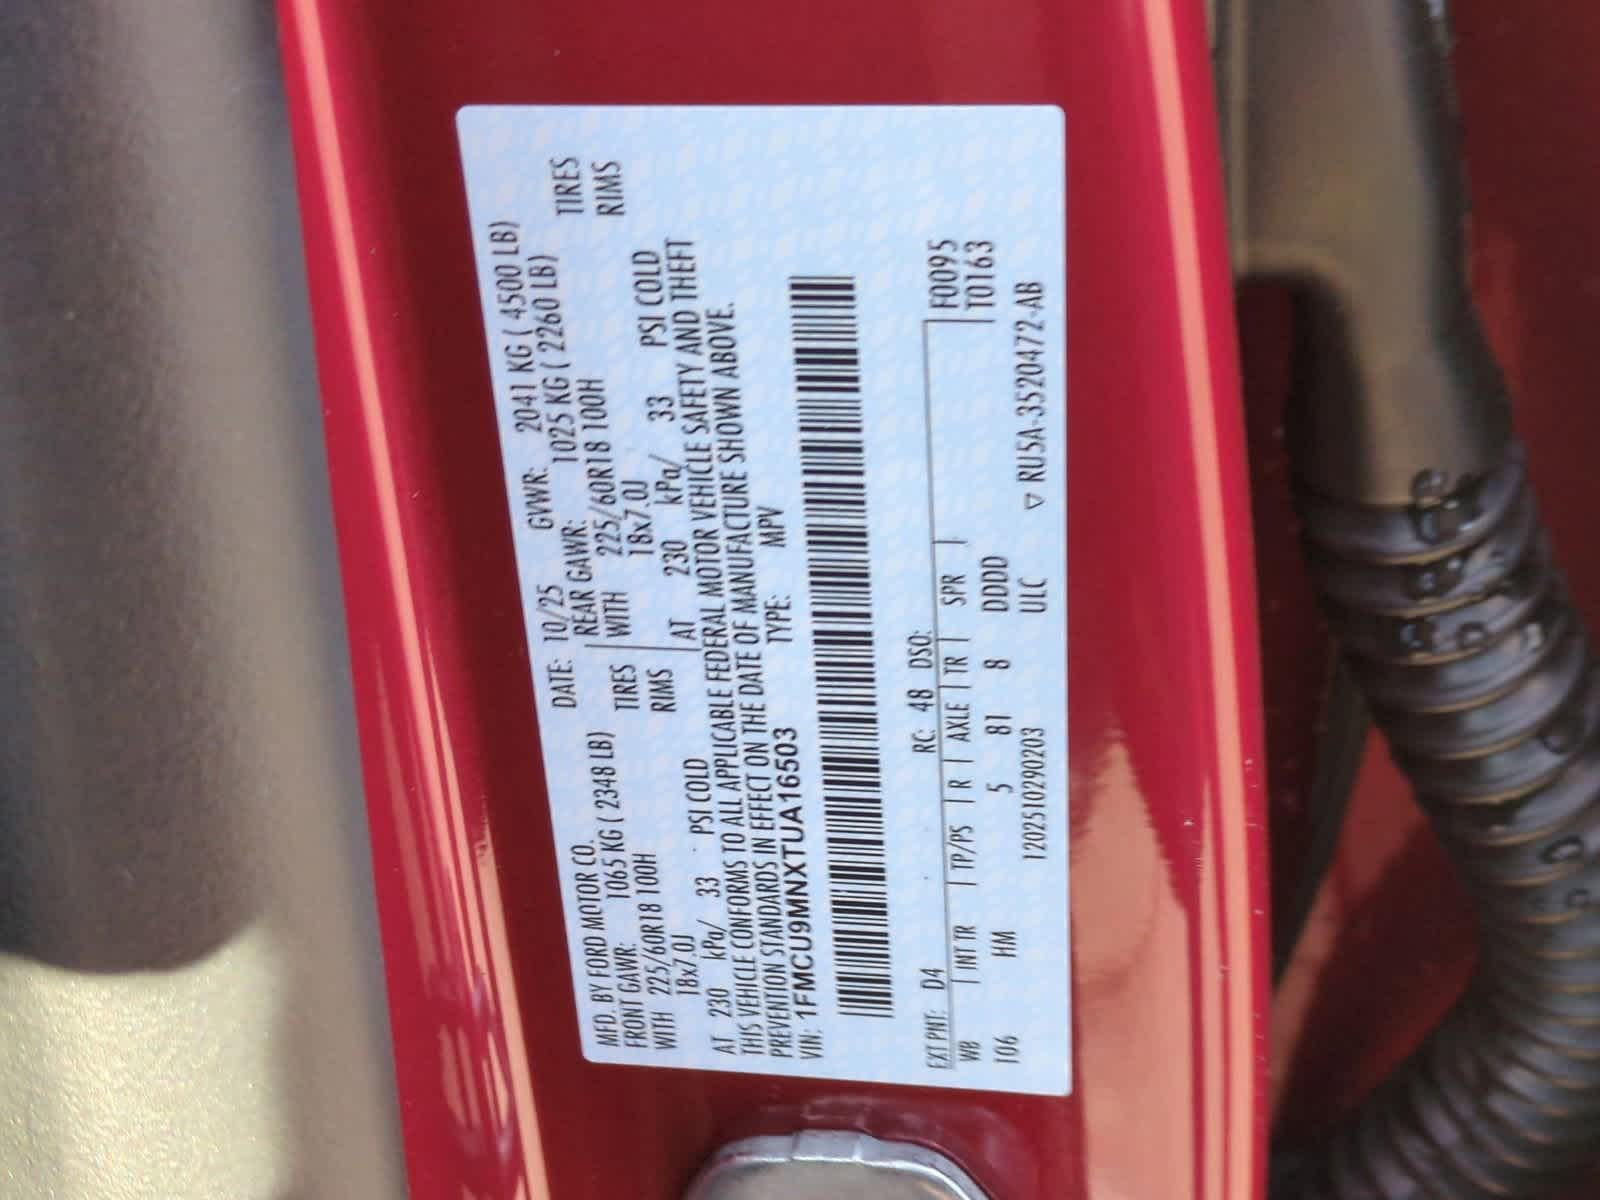 MFD. BY FORD MOTOR CO. DATE: 10/25 GVWR: 2041 KG ( 4500 LB)
FRONT GAWR: 1065 KG ( 2348 LB) REAR GAWR: 1025 KG ( 2260 LB)
WITH 225/60R18 100H TIRES WITH 225/60R18 100H TIRES
18x7.0J RIMS 18x7.0J RIMS
AT 230 kPa/ 33 PSI COLD AT 230 kPa/ 33 PSI COLD
THIS VEHICLE CONFORMS TO ALL APPLICABLE FEDERAL MOTOR VEHICLE SAFETY AND THEFT
PREVENTION STANDARDS IN EFFECT ON THE DATE OF MANUFACTURE SHOWN ABOVE.
VIN: 1FMCU9MNXTUA16503 TYPE: MPV
EXT PNT: D4 RC: 48 DSO: F0095
WB | INT TR | TP/PS | R | AXLE | TR | SPR | T0163
106 HM 5 81 8 DDDD
12025102902​03 ULC ▽ RU5A-3520472-AB